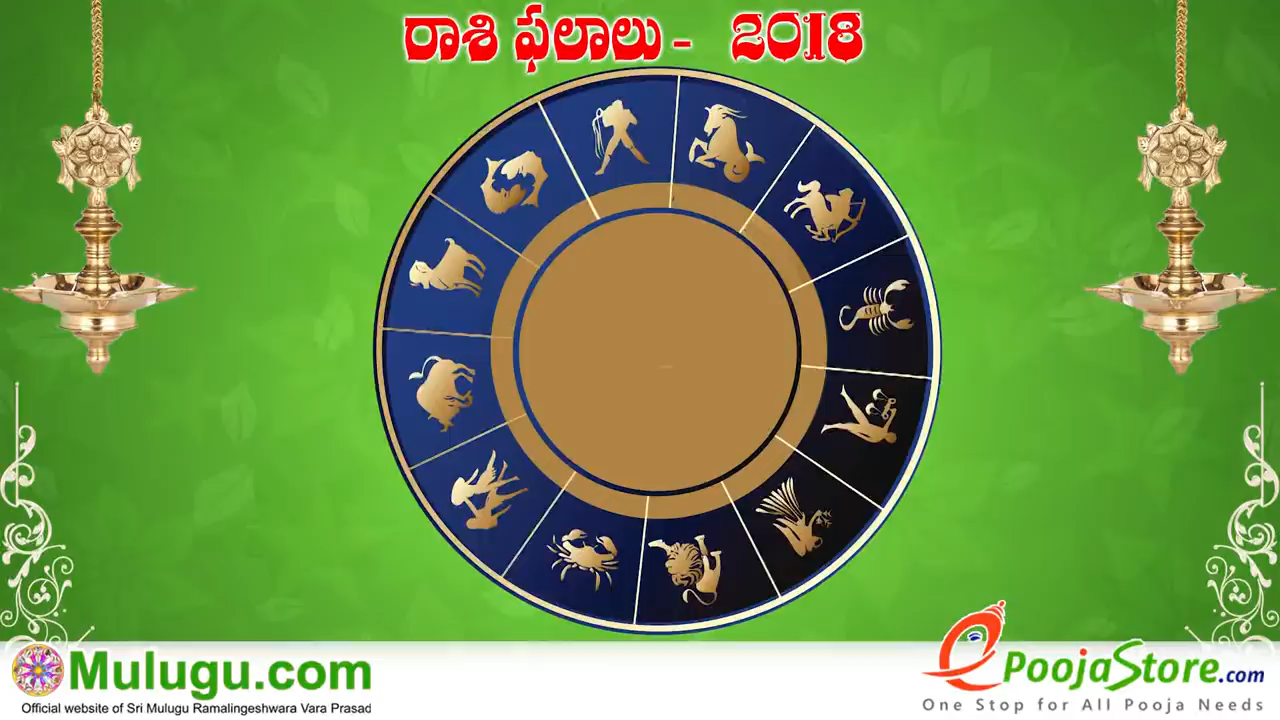 రాశి ఫలాలు - 2018
Mulugu.com
Official website of Sri Mulugu Ramalingeshwara Vara Prasad
ePoojaStore.com
One Stop for All Pooja Needs